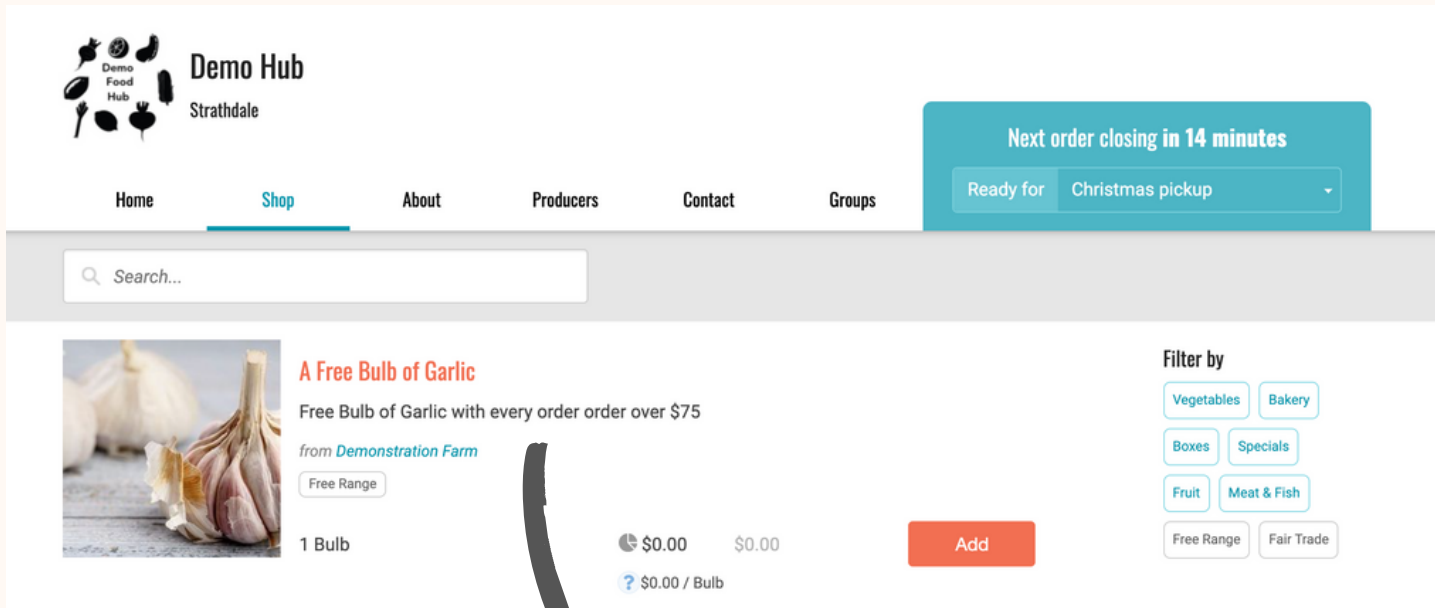 Demo
Food
Hub
Demo Hub
Strathdale
Next order closing in 14 minutes
Ready for Christmas pickup
Home Shop About Producers Contact Groups
Search...
A Free Bulb of Garlic
Free Bulb of Garlic with every order order over $75
from Demonstration Farm
Free Range
1 Bulb $0.00 $0.00 Add
? $0.00 / Bulb
Filter by
Vegetables Bakery
Boxes Specials
Fruit Meat & Fish
Free Range Fair Trade